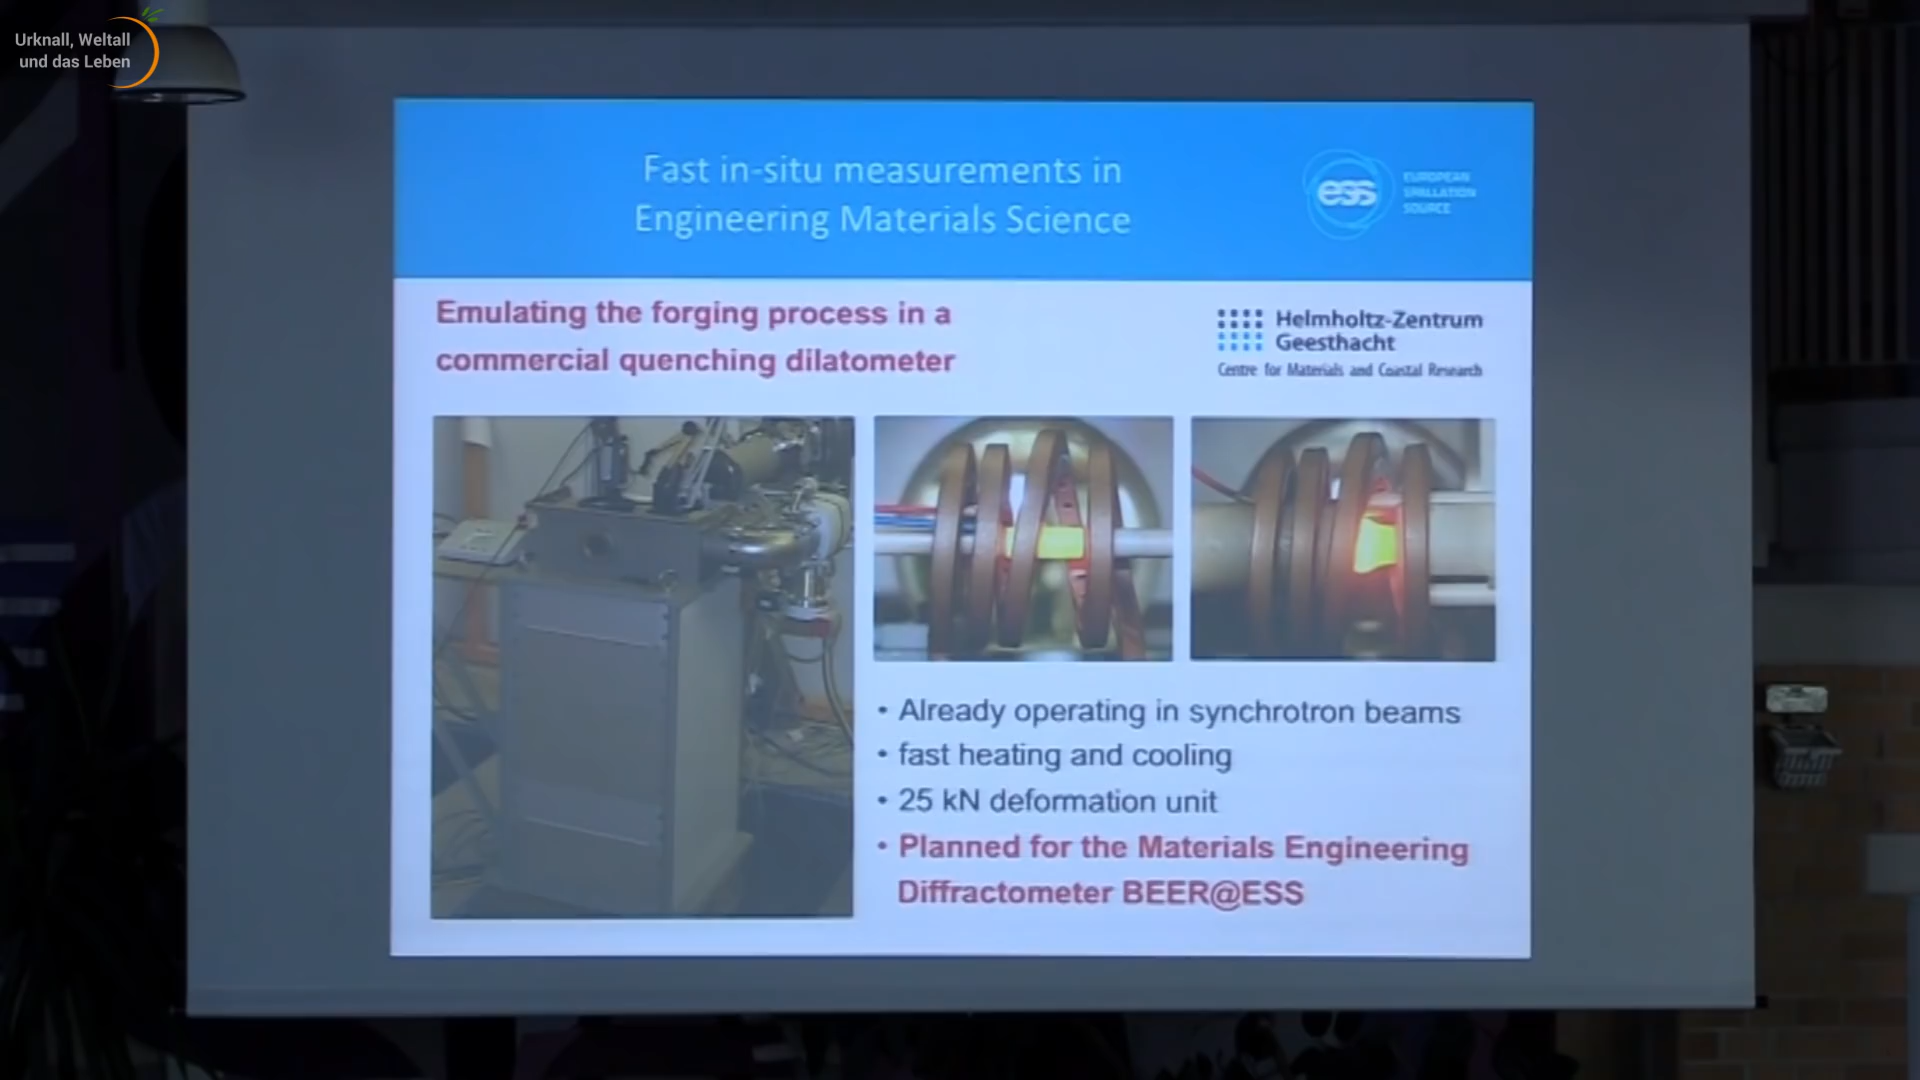 Urknall, Weltall
und das Leben
Fast in-situ measurements in
Engineering Materials Science
ess
EUROPEAN
SPALLATION
SOURCE
Emulating the forging process in a
commercial quenching dilatometer
Helmholtz-Zentrum
Geesthacht
Centre for Materials and Coastal Research
• Already operating in synchrotron beams
• fast heating and cooling
• 25 kN deformation unit
• Planned for the Materials Engineering
Diffractometer BEER@ESS